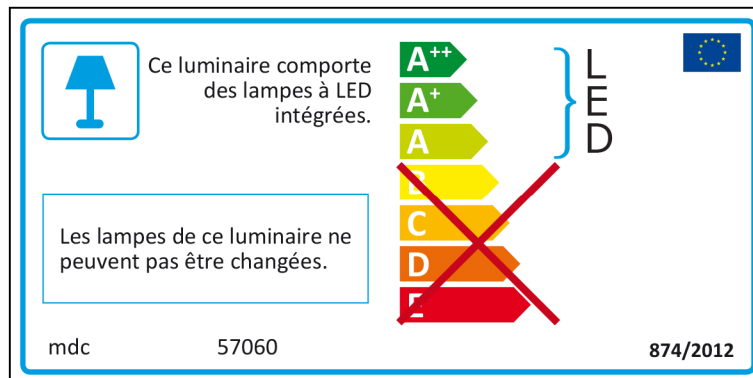 Ce luminaire comporte
des lampes à LED
intégrées.
A++
A+
A
B
C
D
E
LED
Les lampes de ce luminaire ne
peuvent pas être changées.
mdc 57060
874/2012